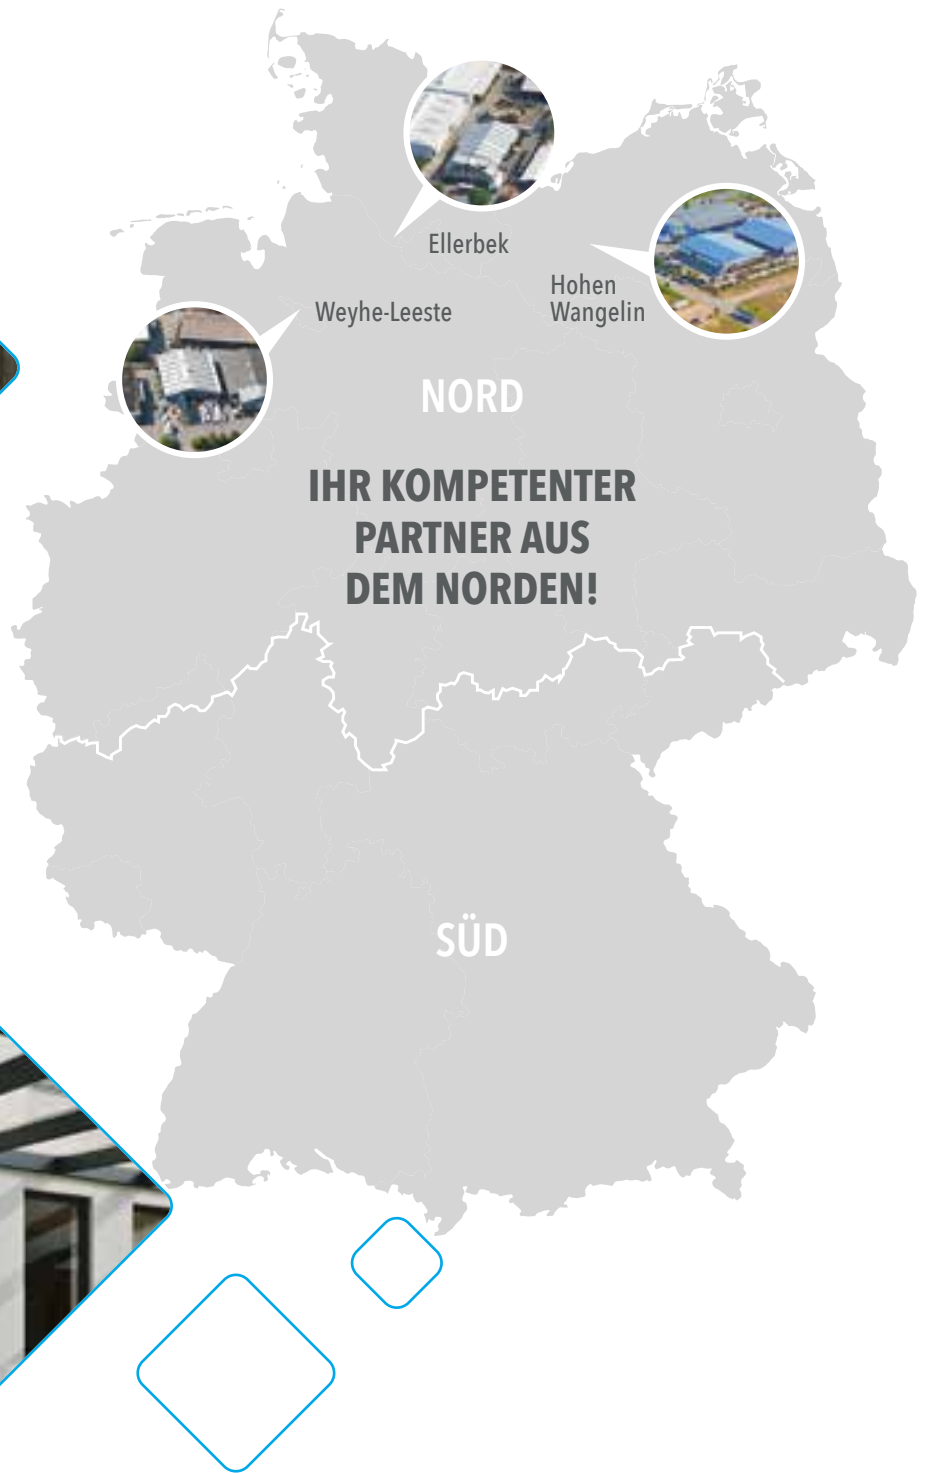 Ellerbek
Hohen
Wangelin
Weyhe-Leeste
NORD
IHR KOMPETENTER
PARTNER AUS
DEM NORDEN!
SÜD